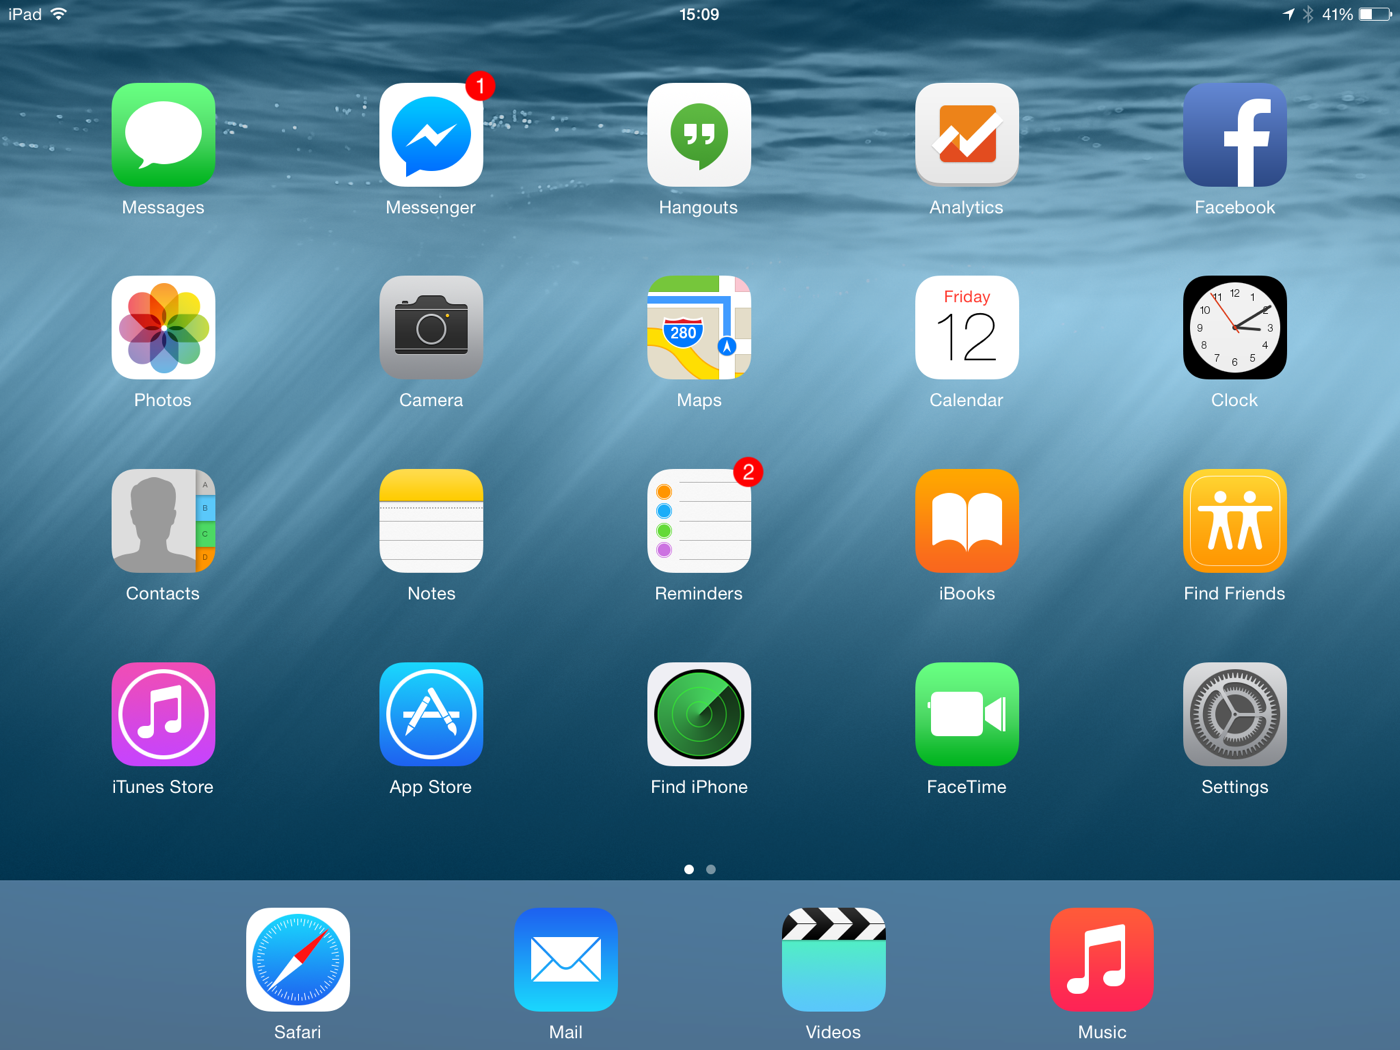 iPad 15:09 41%
1
Messages Messenger Hangouts Analytics Facebook
280
Friday
12
12
11 1
10 2
9 3
8 4
7 5
6
Photos Camera Maps Calendar Clock
A
B
C
D
2
Contacts Notes Reminders iBooks Find Friends
iTunes Store App Store Find iPhone FaceTime Settings
Safari Mail Videos Music